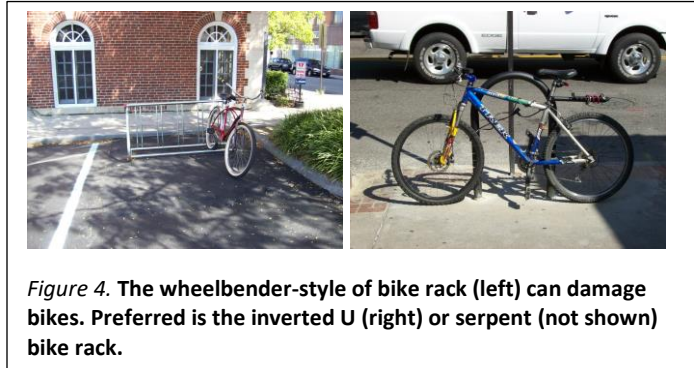 Figure 4. The wheelbender-style of bike rack (left) can damage
bikes. Preferred is the inverted U (right) or serpent (not shown)
bike rack.